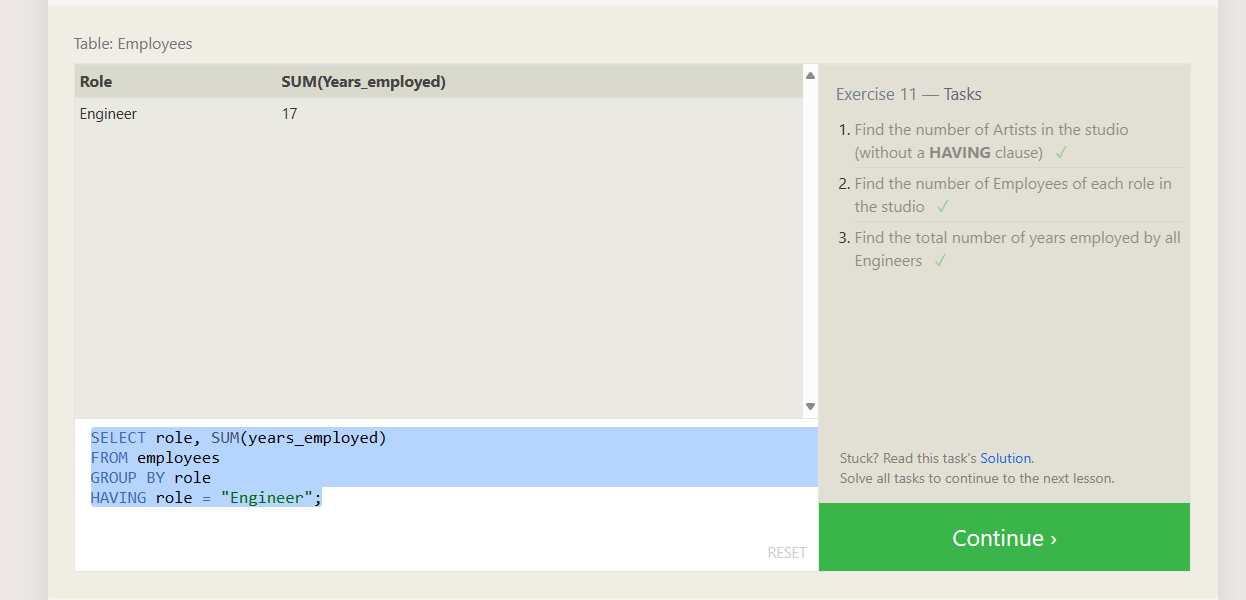 Table: Employees
Role SUM(Years_employed)
Engineer 17
SELECT role, SUM(years_employed)
FROM employees
GROUP BY role
HAVING role = "Engineer";
RESET
Exercise 11 — Tasks
1. Find the number of Artists in the studio
(without a HAVING clause) ✓
2. Find the number of Employees of each role in
the studio ✓
3. Find the total number of years employed by all
Engineers ✓
Stuck? Read this task's Solution.
Solve all tasks to continue to the next lesson.
Continue ›